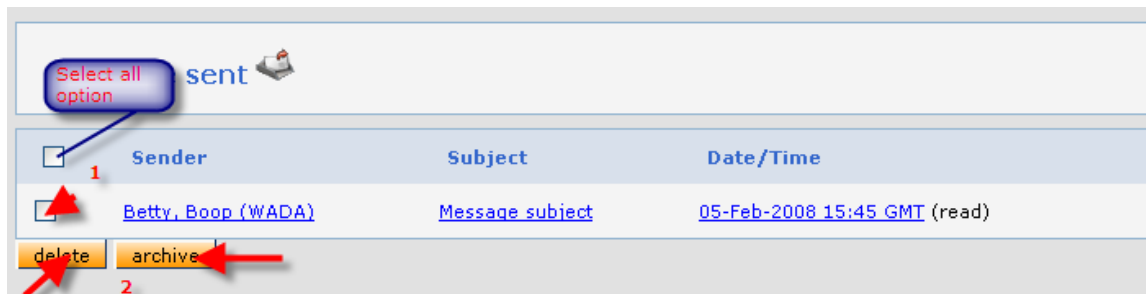 Select all
option
sent
Sender Subject Date/Time
1
Betty, Boop (WADA) Message subject 05-Feb-2008 15:45 GMT (read)
delete archive
2